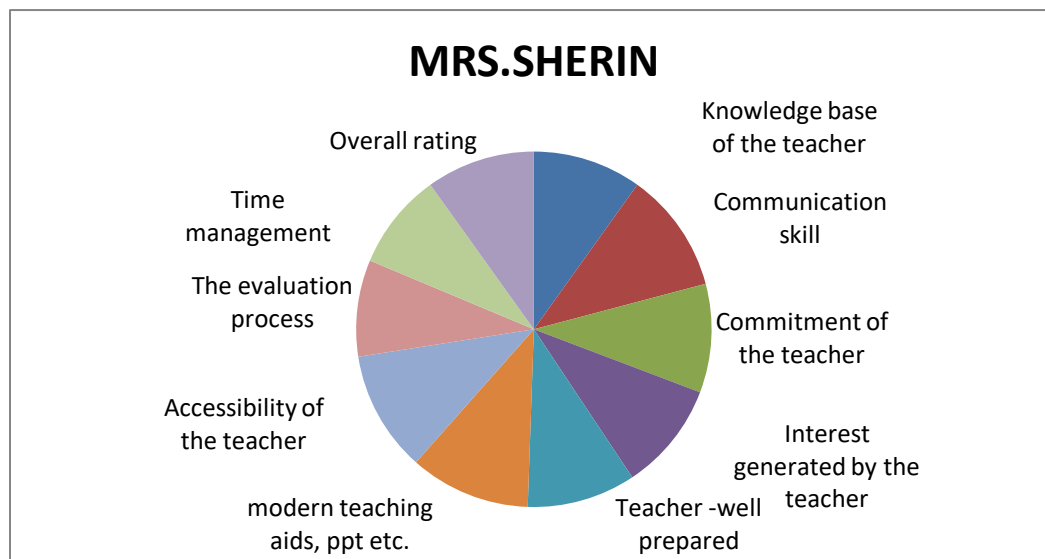 MRS.SHERIN
Knowledge base
of the teacher
Communication
skill
Commitment of
the teacher
Interest
generated by the
teacher
Teacher -well
prepared
modern teaching
aids, ppt etc.
Accessibility of
the teacher
The evaluation
process
Time
management
Overall rating